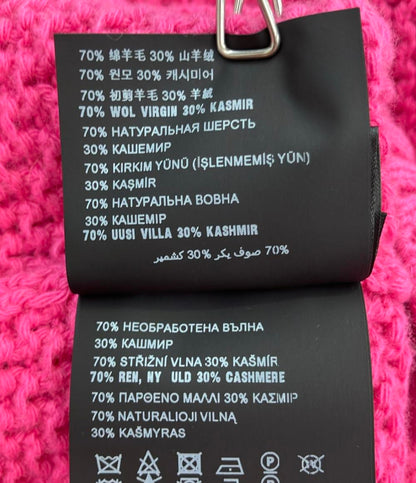 70% 绵羊毛 30% 山羊绒
70% 원모 30% 캐시미어
70% 初剪羊毛 30% 羊絨
70% WOL VIRGIN 30% KASMIR
70% НАТУРАЛЬНАЯ ШЕРСТЬ
30% КАШЕМИР
70% KIRKIM YÜNÜ (İŞLENMEMİŞ YÜN)
30% KAŞMİR
70% НАТУРАЛЬНА ВОВНА
30% КАШЕМІР
70% UUSI VILLA 30% KASHMIR
70% صوف بكر 30% كشمير
70% НЕОБРАБОТЕНА ВЪЛНА
30% КАШМИР
70% STŘIŽNÍ VLNA 30% KAŠMÍR
70% REN, NY ULD 30% CASHMERE
70% ΠΑΡΘΕΝΟ ΜΑΛΛΙ 30% ΚΑΣΜΙΡ
70% NATURALIOJI VILNĄ
30% KAŠMYRAS